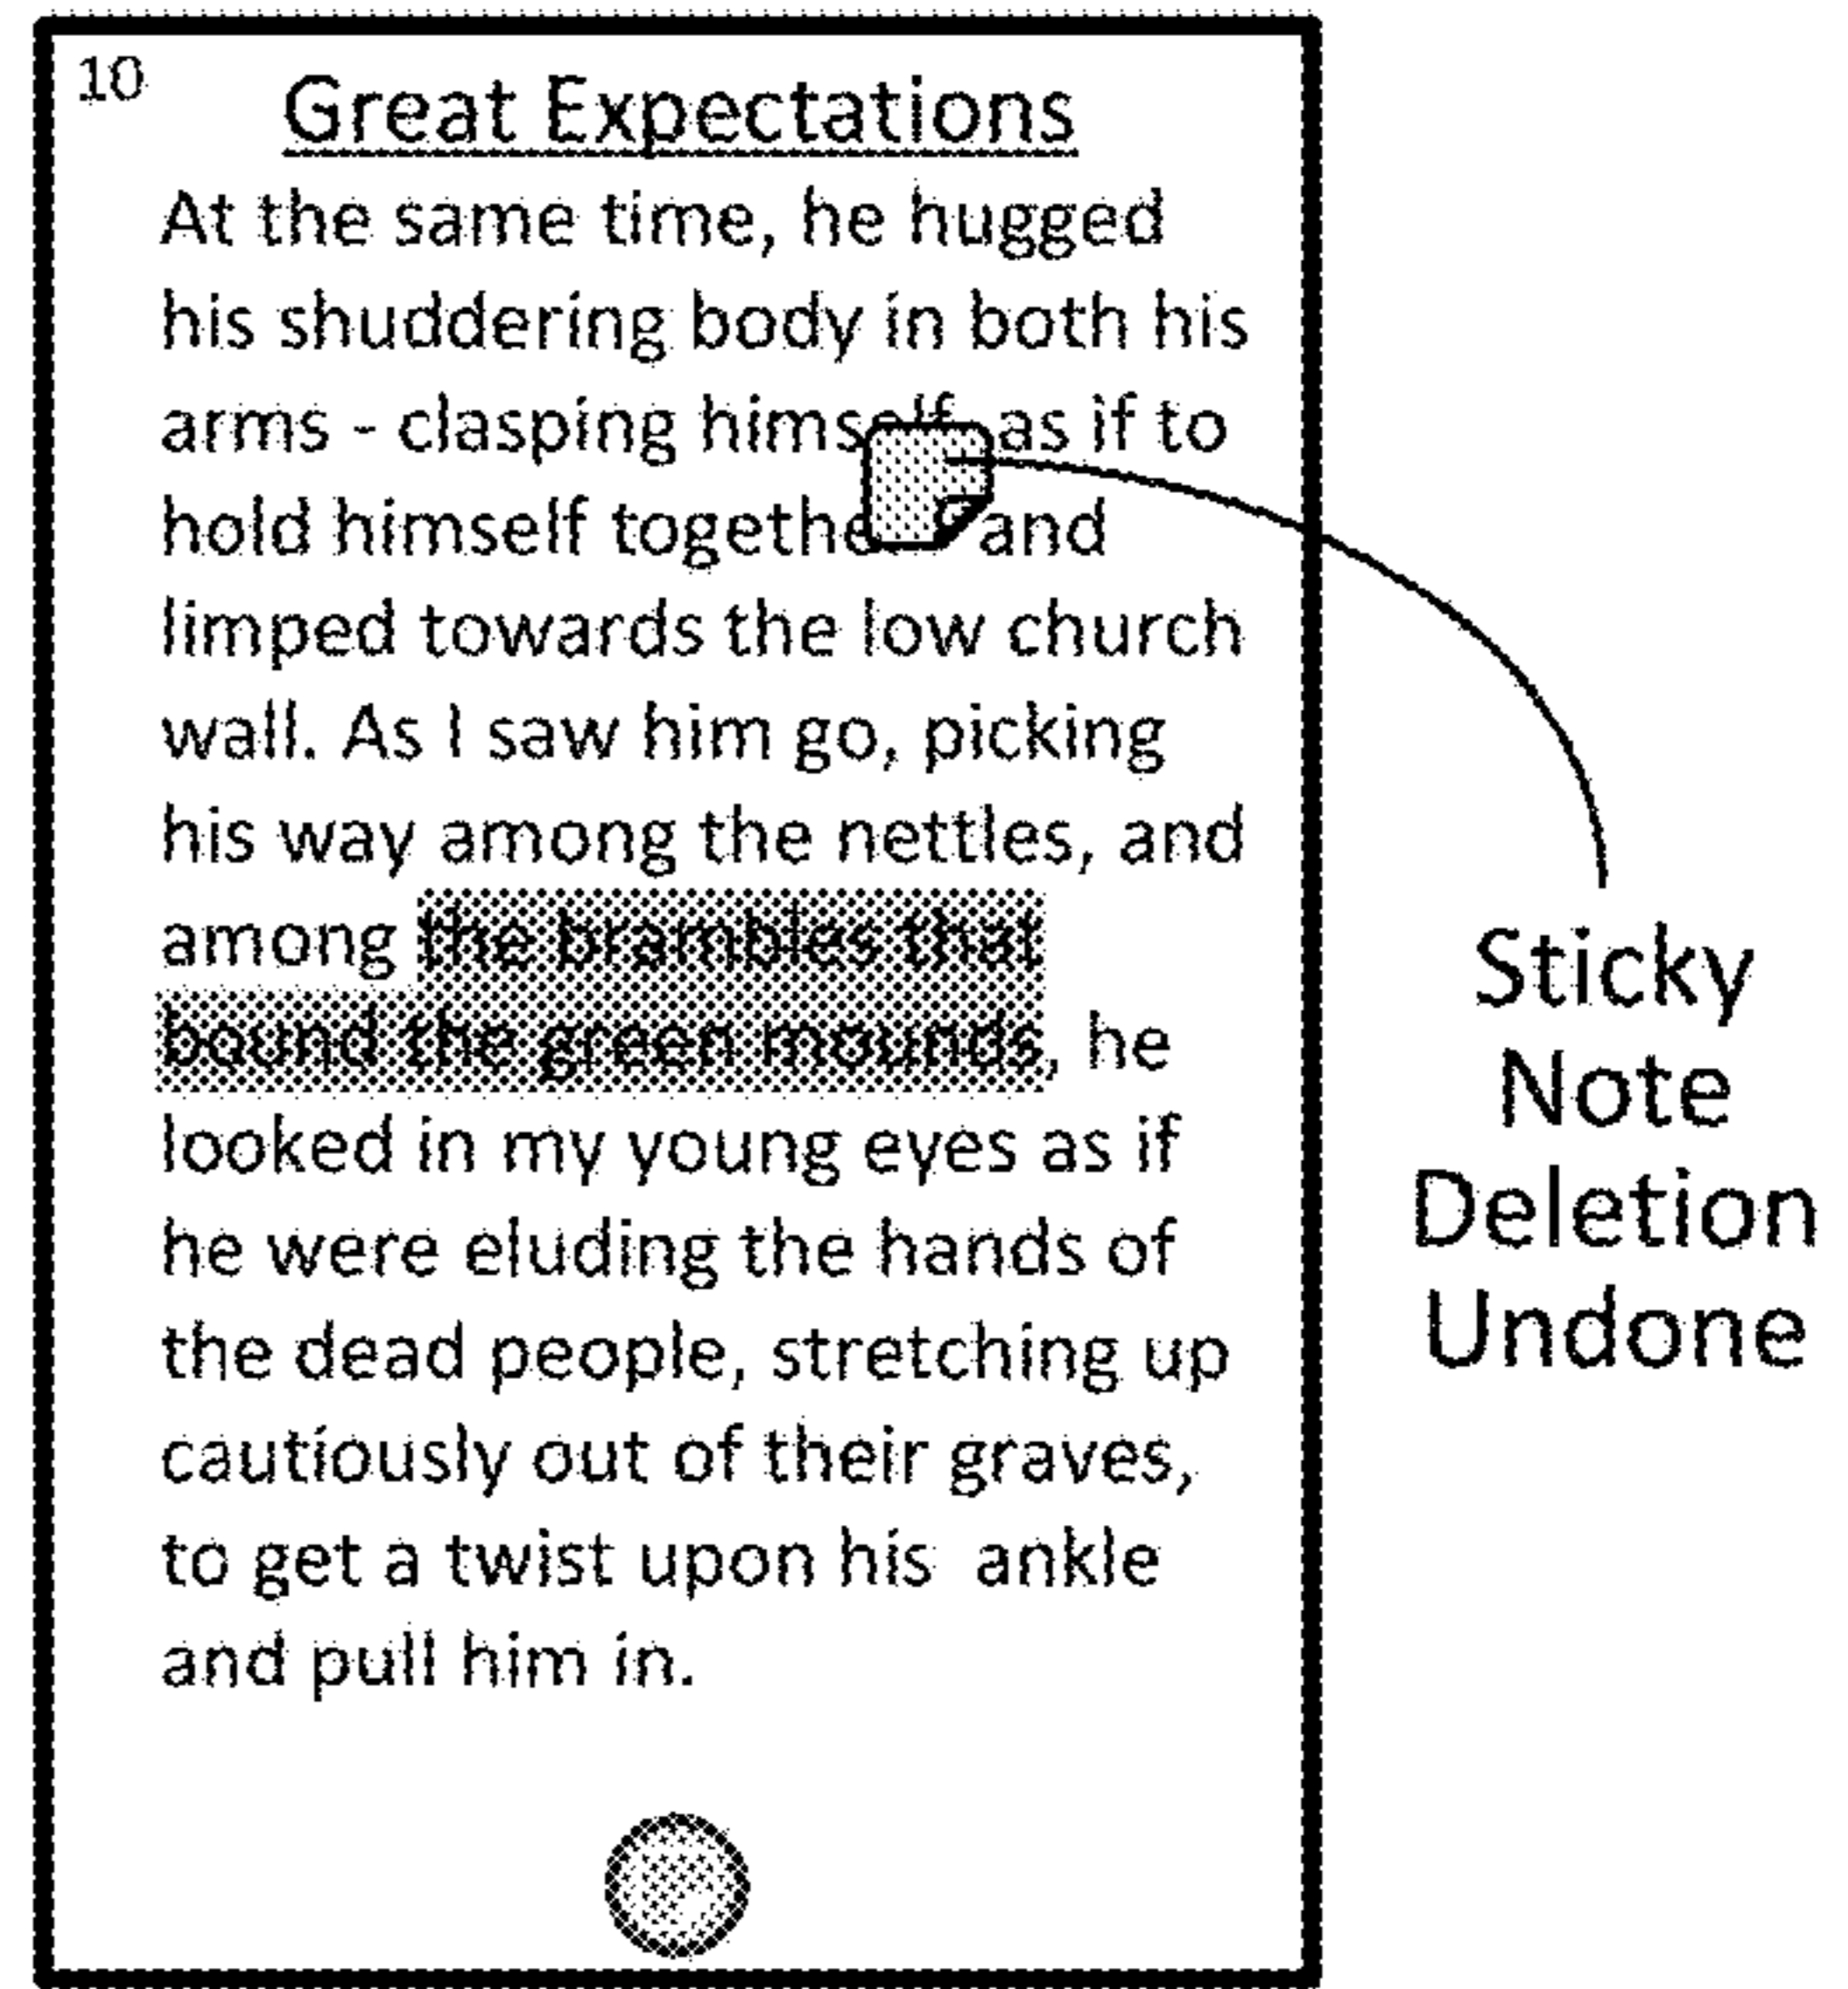 10
Great Expectations
At the same time, he hugged
his shuddering body in both his
arms - clasping himself, as if to
hold himself together - and
limped towards the low church
wall. As I saw him go, picking
his way among the nettles, and
among the brambles that
bound the green mounds, he
looked in my young eyes as if
he were eluding the hands of
the dead people, stretching up
cautiously out of their graves,
to get a twist upon his ankle
and pull him in.
Sticky
Note
Deletion
Undone